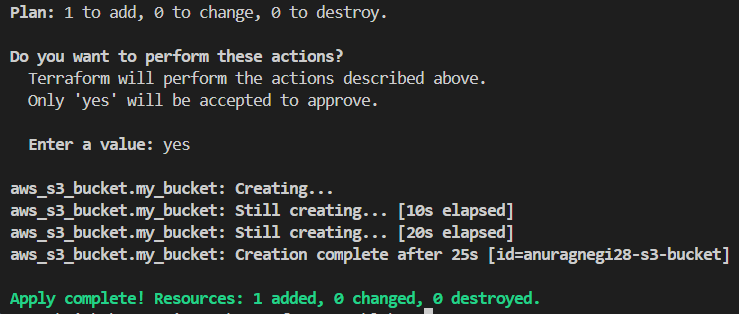 Plan: 1 to add, 0 to change, 0 to destroy.
Do you want to perform these actions?
Terraform will perform the actions described above.
Only 'yes' will be accepted to approve.
Enter a value: yes
aws_s3_bucket.my_bucket: Creating...
aws_s3_bucket.my_bucket: Still creating... [10s elapsed]
aws_s3_bucket.my_bucket: Still creating... [20s elapsed]
aws_s3_bucket.my_bucket: Creation complete after 25s [id=anuragnegi28-s3-bucket]
Apply complete! Resources: 1 added, 0 changed, 0 destroyed.